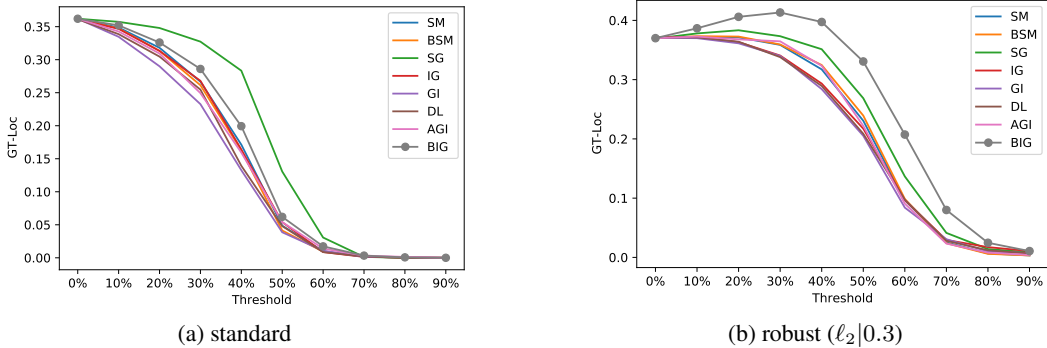 0.35
0.30
0.25
0.20
0.15
0.10
0.05
0.00
GT-Loc
0% 10% 20% 30% 40% 50% 60% 70% 80% 90%
Threshold
SM
BSM
SG
IG
GI
DL
AGI
BIG
(a) standard
0.4
0.3
0.2
0.1
0.0
GT-Loc
0% 10% 20% 30% 40% 50% 60% 70% 80% 90%
Threshold
SM
BSM
SG
IG
GI
DL
AGI
BIG
(b) robust (ℓ₂|0.3)